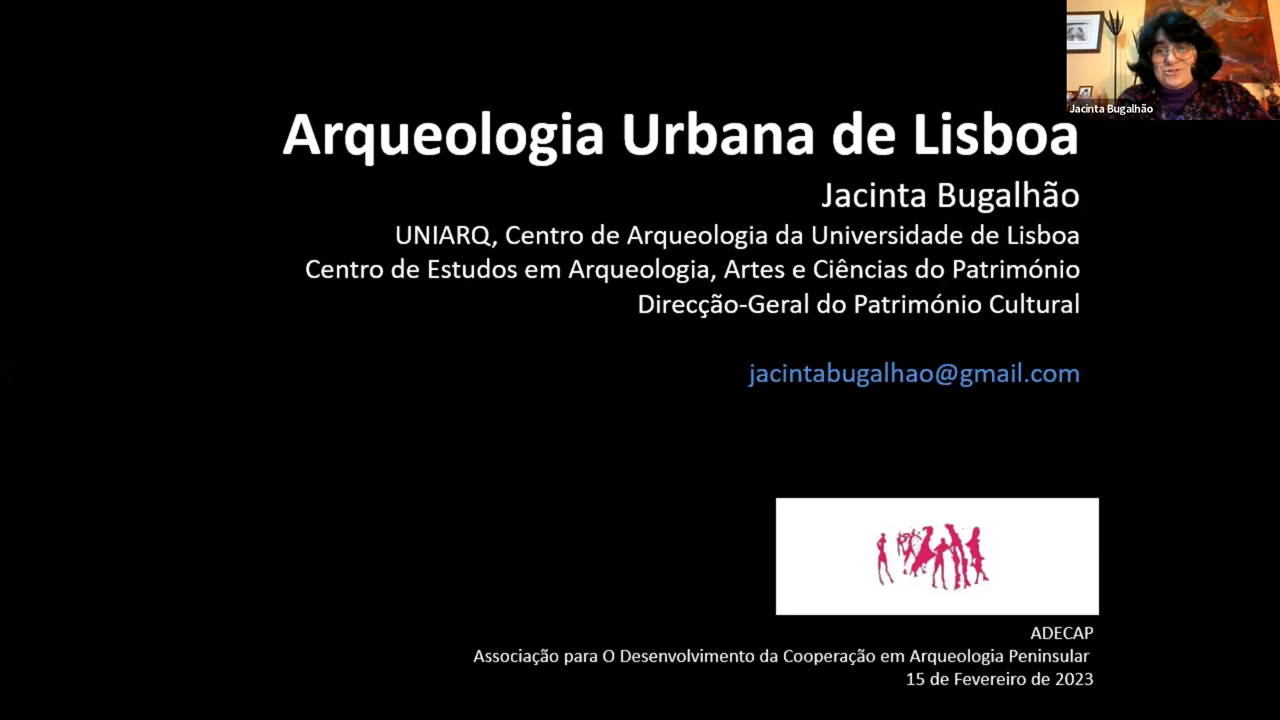 Arqueologia Urbana de Lisboa
Jacinta Bugalhão
UNIARQ, Centro de Arqueologia da Universidade de Lisboa
Centro de Estudos em Arqueologia, Artes e Ciências do Património
Direcção-Geral do Património Cultural
jacintabugalhao@gmail.com
ADECAP
Associação para O Desenvolvimento da Cooperação em Arqueologia Peninsular
15 de Fevereiro de 2023
Jacinta Bugalhão